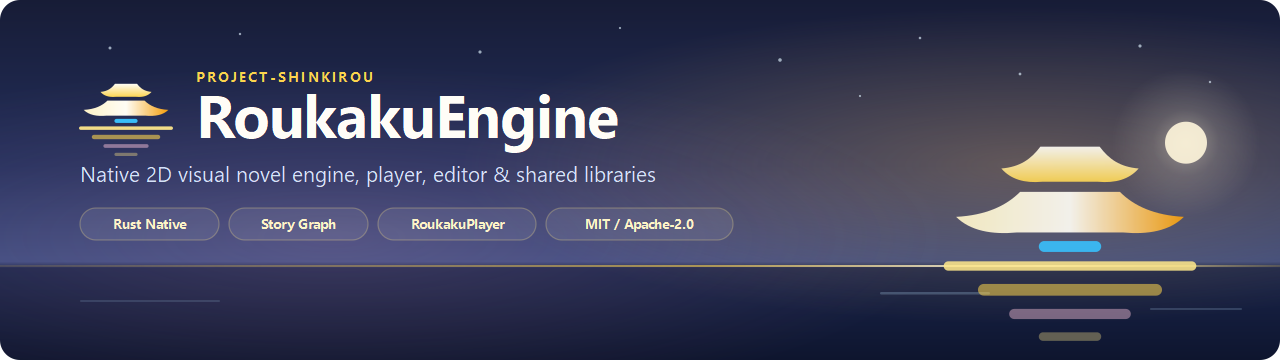 PROJECT-SHINKIROU
RoukakuEngine
Native 2D visual novel engine, player, editor & shared libraries
Rust Native
Story Graph
RoukakuPlayer
MIT / Apache-2.0